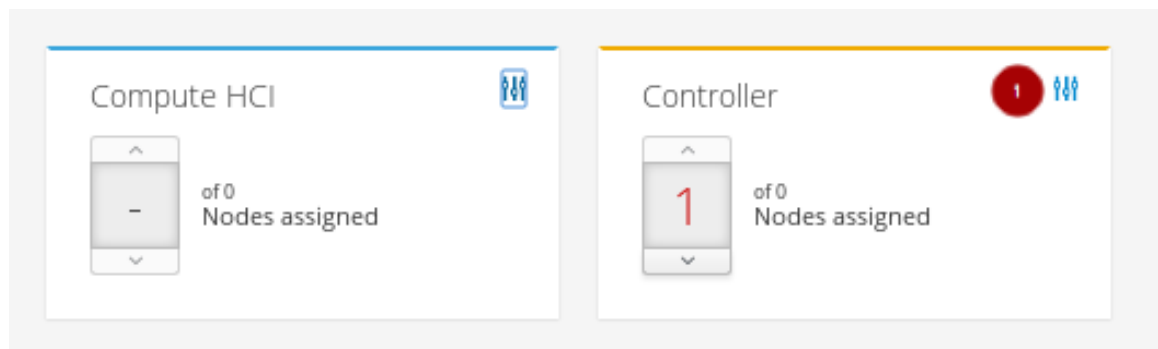 Compute HCI
-
of 0
Nodes assigned
Controller
1
1
of 0
Nodes assigned